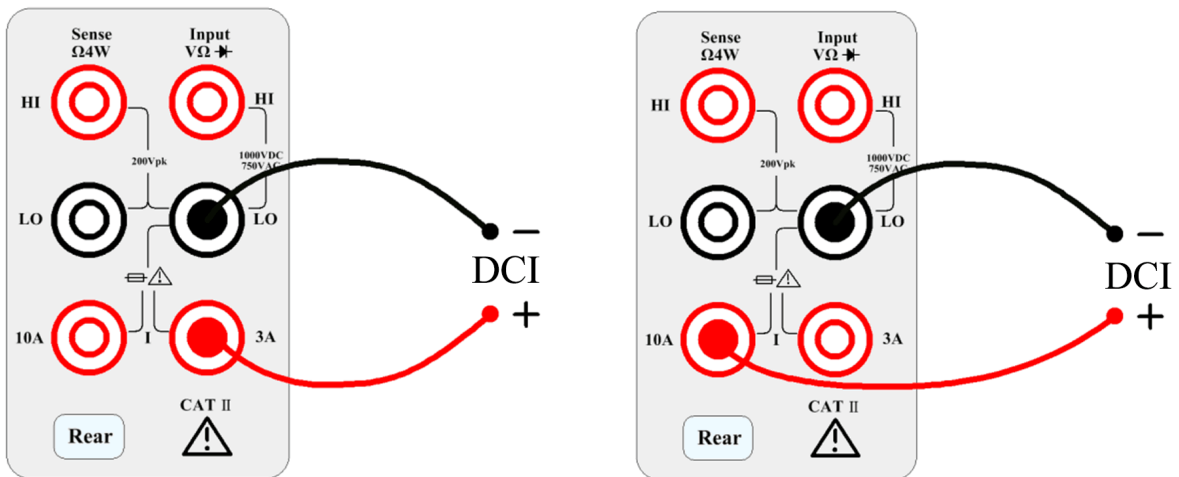 Sense
Ω4W
Input
VΩ
HI
HI
200Vpk
1000VDC
750VAC
LO
LO
10A
I
3A
CAT Ⅱ
Rear
−
DCI
+
Sense
Ω4W
Input
VΩ
HI
HI
200Vpk
1000VDC
750VAC
LO
LO
10A
I
3A
CAT Ⅱ
Rear
−
DCI
+